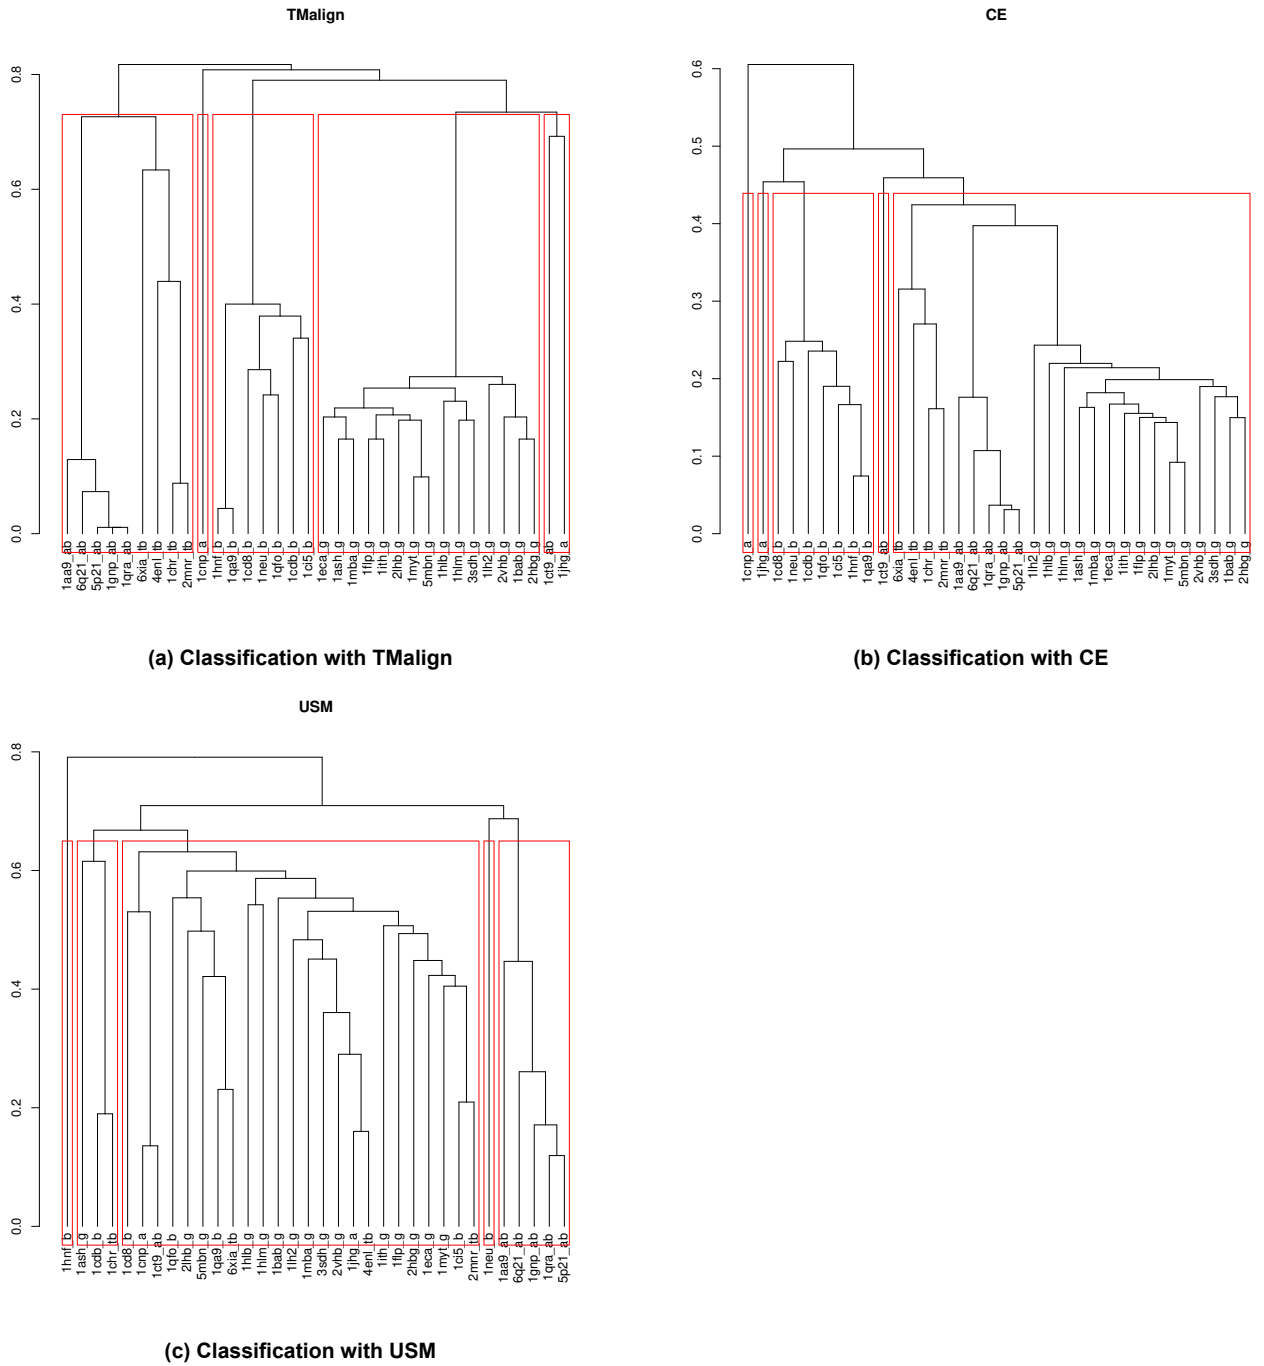 TMalign
0.8
0.6
0.4
0.2
0.0
1aa9_ab
6q21_ab
5p21_ab
1gnp_ab
1qra_ab
6xia_tb
4enl_tb
1chr_tb
2mnr_tb
1cnp_a
1hnf_b
1qa9_b
1cd8_b
1neu_b
1qfo_b
1cdb_b
1ci5_b
1eca_g
1ash_g
1mba_g
1flp_g
1ith_g
2lhb_g
1myt_g
5mbn_g
1hlb_g
1hlm_g
3sdh_g
1lh2_g
2vhb_g
1bab_g
2hbg_g
1ct9_ab
1jhg_a
(a) Classification with TMalign
CE
0.6
0.5
0.4
0.3
0.2
0.1
0.0
1cnp_a
1jhg_a
1cd8_b
1neu_b
1cdb_b
1qfo_b
1ci5_b
1hnf_b
1qa9_b
1ct9_ab
6xia_tb
4enl_tb
1chr_tb
2mnr_tb
1aa9_ab
6q21_ab
1qra_ab
1gnp_ab
5p21_ab
1lh2_g
1hlb_g
1hlm_g
1ash_g
1mba_g
1eca_g
1ith_g
1flp_g
2lhb_g
1myt_g
5mbn_g
2vhb_g
3sdh_g
1bab_g
2hbg_g
(b) Classification with CE
USM
0.8
0.6
0.4
0.2
0.0
1hnf_b
1ash_g
1cdb_b
1chr_tb
1cd8_b
1cnp_a
1ct9_ab
1qfo_b
2lhb_g
5mbn_g
1qa9_b
6xia_tb
1hlb_g
1hlm_g
1bab_g
1lh2_g
1mba_g
3sdh_g
2vhb_g
1jhg_a
4enl_tb
1ith_g
1flp_g
2hbg_g
1eca_g
1myt_g
1ci5_b
2mnr_tb
1neu_b
1aa9_ab
6q21_ab
1gnp_ab
1qra_ab
5p21_ab
(c) Classification with USM